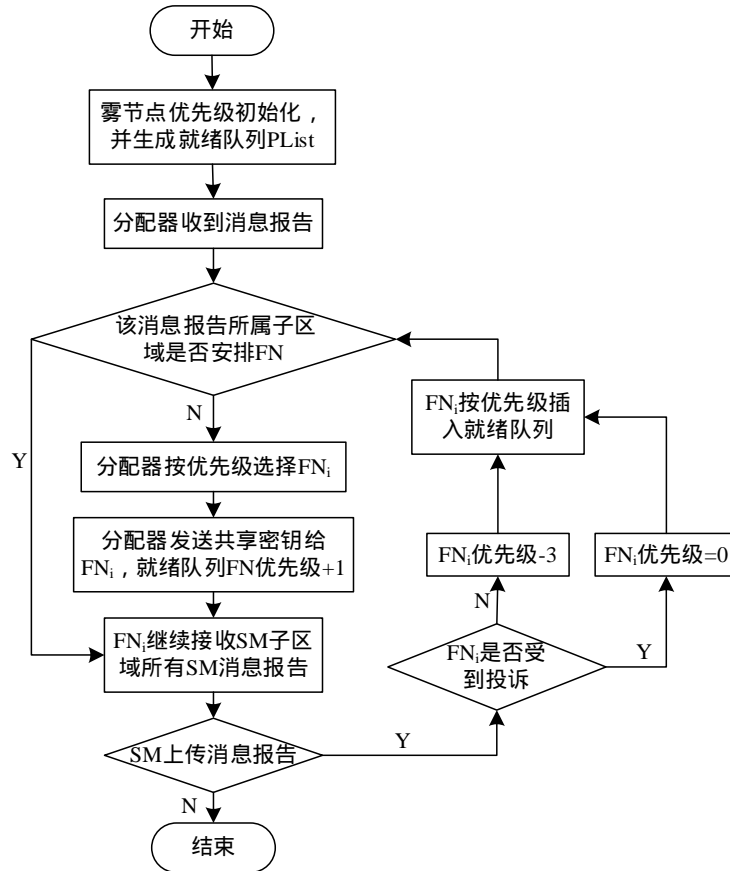 开始
雾节点优先级初始化，
并生成就绪队列PList
分配器收到消息报告
该消息报告所属子区
域是否安排FN
N
Y
分配器按优先级选择FNi
分配器发送共享密钥给
FNi，就绪队列FN优先级+1
FNi继续接收SM子区
域所有SM消息报告
SM上传消息报告
Y
N
结束
FNi按优先级插
入就绪队列
FNi优先级-3
FNi优先级=0
N
FNi是否受
到投诉
Y